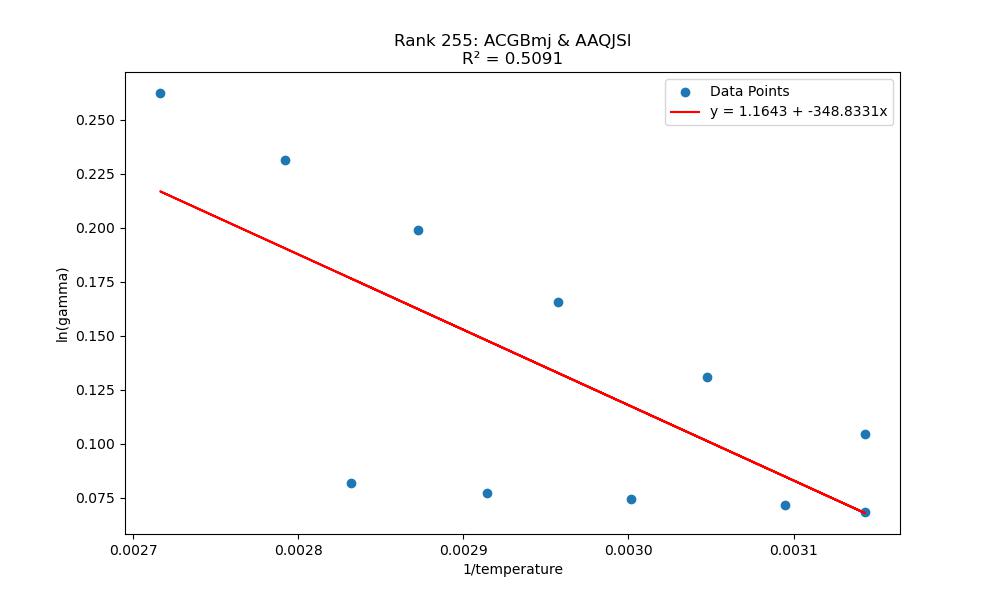 Rank 255: ACGBmj & AAQJSI
R² = 0.5091
Data Points
y = 1.1643 + -348.8331x
ln(gamma)
0.250
0.225
0.200
0.175
0.150
0.125
0.100
0.075
0.0027
0.0028
0.0029
0.0030
0.0031
1/temperature